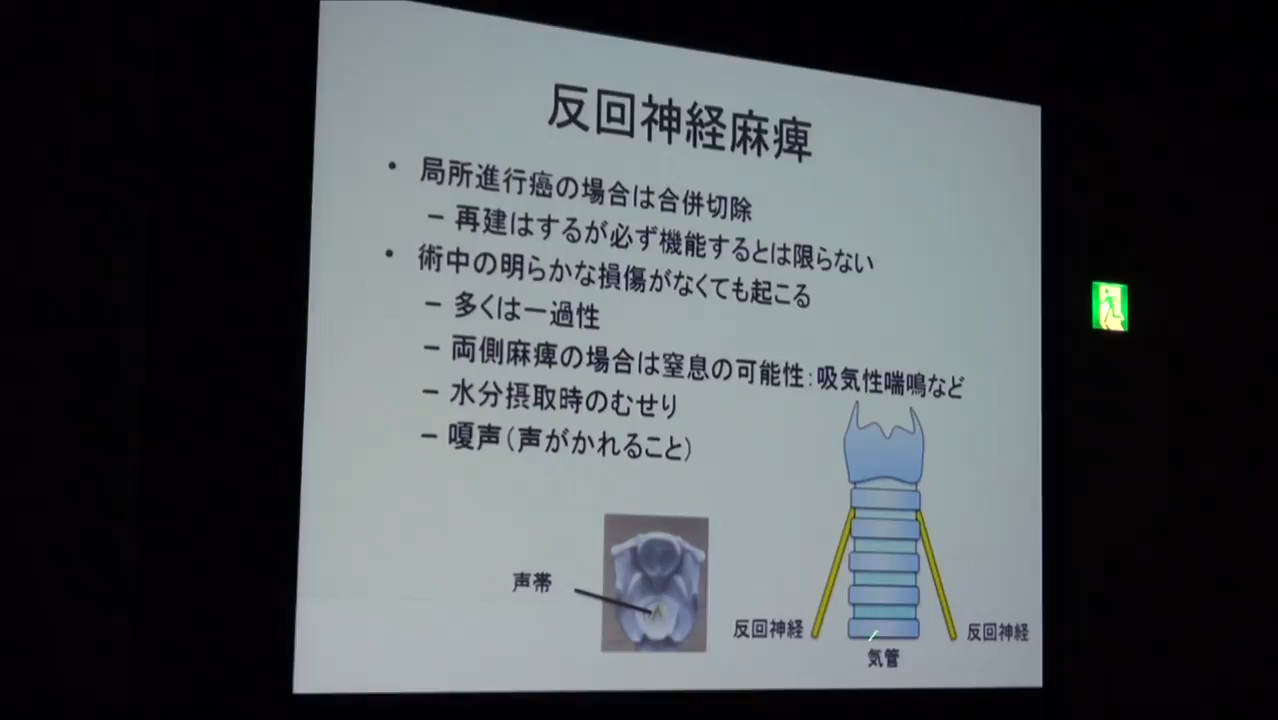 反回神経麻痺
• 局所進行癌の場合は合併切除
– 再建はするが必ず機能するとは限らない
• 術中の明らかな損傷がなくても起こる
– 多くは一過性
– 両側麻痺の場合は窒息の可能性：吸気性喘鳴など
– 水分摂取時のむせり
– 嗄声（声がかれること）
声帯
反回神経
反回神経
気管